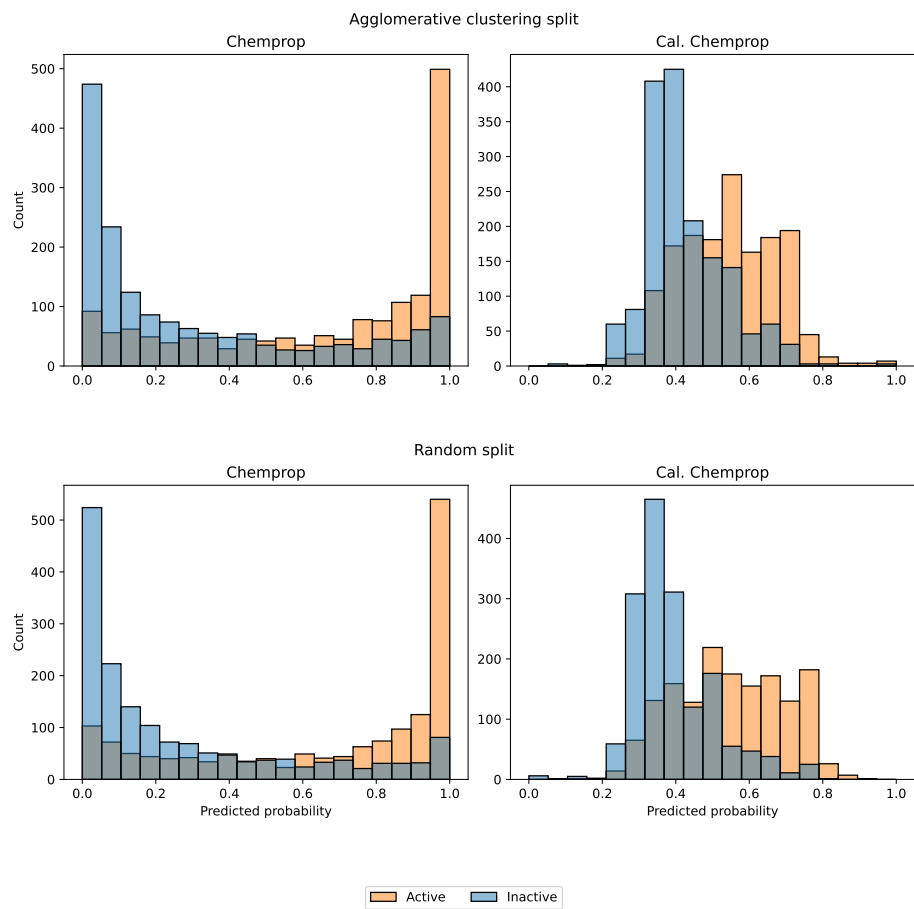 Agglomerative clustering split
Chemprop
Cal. Chemprop
500
400
300
200
100
0
Count
0.0 0.2 0.4 0.6 0.8 1.0
400
350
300
250
200
150
100
50
0
0.0 0.2 0.4 0.6 0.8 1.0
Random split
Chemprop
Cal. Chemprop
500
400
300
200
100
0
Count
0.0 0.2 0.4 0.6 0.8 1.0
Predicted probability
400
300
200
100
0
0.0 0.2 0.4 0.6 0.8 1.0
Predicted probability
Active Inactive